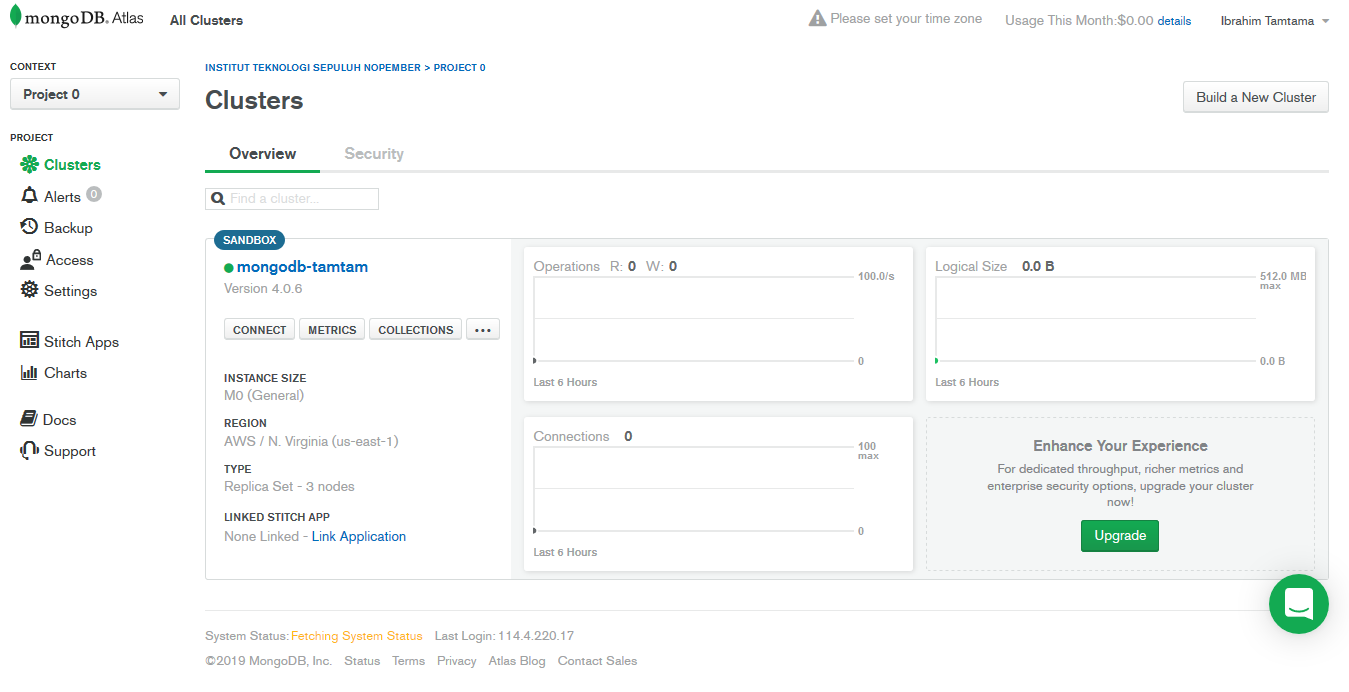 mongoDB. Atlas All Clusters Please set your time zone Usage This Month:$0.00 details Ibrahim Tamtama
CONTEXT
Project 0
PROJECT
Clusters
Alerts 0
Backup
Access
Settings
Stitch Apps
Charts
Docs
Support
INSTITUT TEKNOLOGI SEPULUH NOPEMBER > PROJECT 0
Clusters
Build a New Cluster
Overview Security
Find a cluster...
SANDBOX
mongodb-tamtam
Version 4.0.6
CONNECT METRICS COLLECTIONS ...
INSTANCE SIZE
M0 (General)
REGION
AWS / N. Virginia (us-east-1)
TYPE
Replica Set - 3 nodes
LINKED STITCH APP
None Linked - Link Application
Operations R: 0 W: 0
100.0/s
0
Last 6 Hours
Logical Size 0.0 B
512.0 MB
max
0.0 B
Last 6 Hours
Connections 0
100
max
0
Last 6 Hours
Enhance Your Experience
For dedicated throughput, richer metrics and
enterprise security options, upgrade your cluster
now!
Upgrade
System Status: Fetching System Status Last Login: 114.4.220.17
©2019 MongoDB, Inc. Status Terms Privacy Atlas Blog Contact Sales